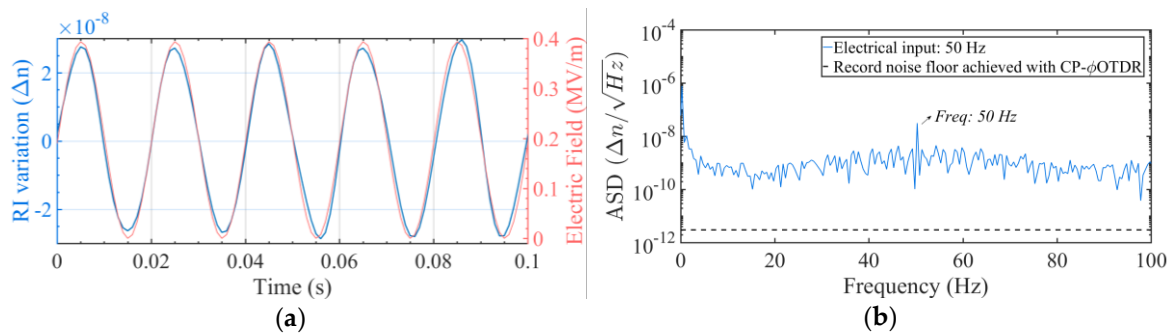 ×10⁻⁸
RI variation (Δn)
2
0
-2
0 0.02 0.04 0.06 0.08 0.1
Time (s)
0.4
0.3
0.2
0.1
0
Electric Field (MV/m)
(a)
ASD (Δn/√Hz)
10⁻⁴
10⁻⁶
10⁻⁸
10⁻¹⁰
10⁻¹²
Electrical input: 50 Hz
Record noise floor achieved with CP-ϕOTDR
Freq: 50 Hz
0 20 40 60 80 100
Frequency (Hz)
(b)